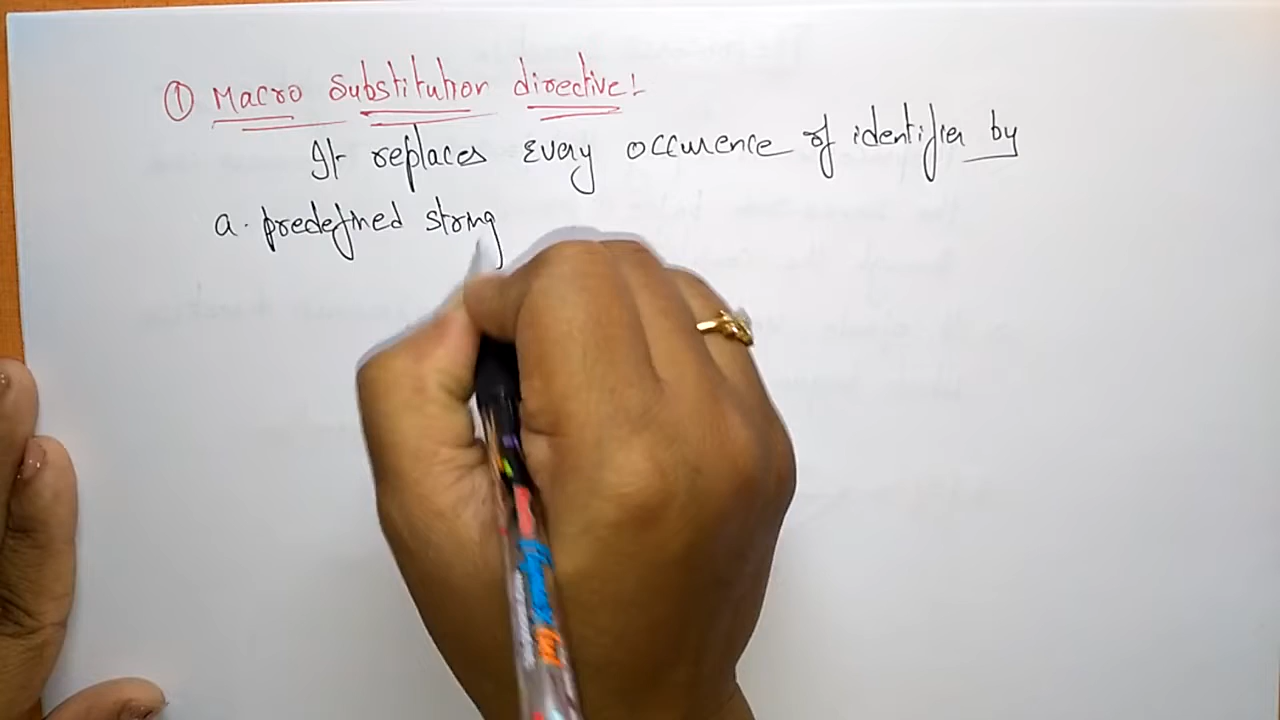 ① Macro substitution directive:
It replaces every occurence of identifier by
a predefined string